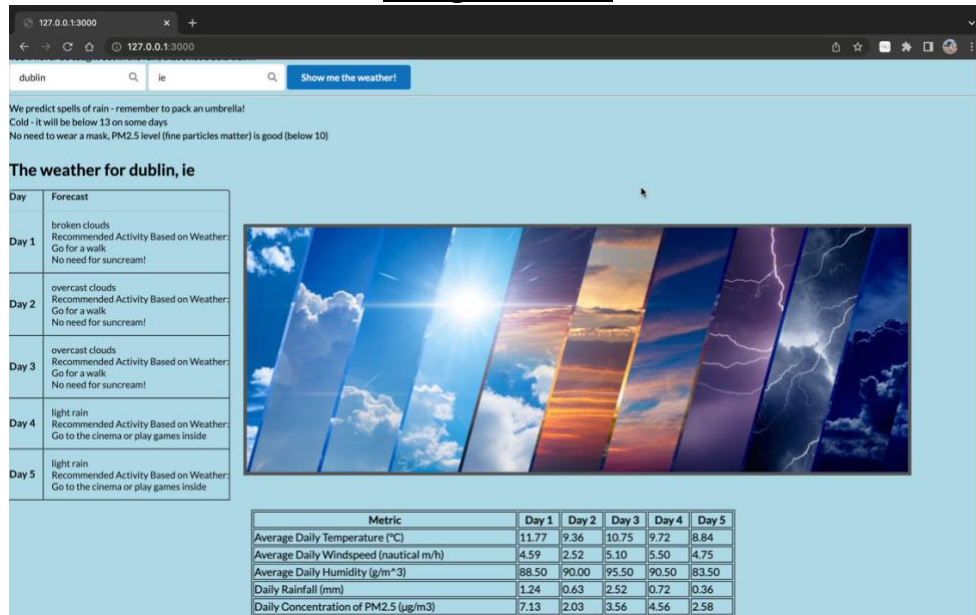 127.0.0.1:3000
127.0.0.1:3000
dublin
ie
Show me the weather!
We predict spells of rain - remember to pack an umbrella!
Cold - it will be below 13 on some days
No need to wear a mask, PM2.5 level (fine particles matter) is good (below 10)
The weather for dublin, ie
Day Forecast
Day 1
broken clouds
Recommended Activity Based on Weather:
Go for a walk
No need for suncream!
Day 2
overcast clouds
Recommended Activity Based on Weather:
Go for a walk
No need for suncream!
Day 3
overcast clouds
Recommended Activity Based on Weather:
Go for a walk
No need for suncream!
Day 4
light rain
Recommended Activity Based on Weather:
Go to the cinema or play games inside
Day 5
light rain
Recommended Activity Based on Weather:
Go to the cinema or play games inside
Metric Day 1 Day 2 Day 3 Day 4 Day 5
Average Daily Temperature (°C) 11.77 9.36 10.75 9.72 8.84
Average Daily Windspeed (nautical m/h) 4.59 2.52 5.10 5.50 4.75
Average Daily Humidity (g/m^3) 88.50 90.00 95.50 90.50 83.50
Daily Rainfall (mm) 1.24 0.63 2.52 0.72 0.36
Daily Concentration of PM2.5 (µg/m3) 7.13 2.03 3.56 4.56 2.58